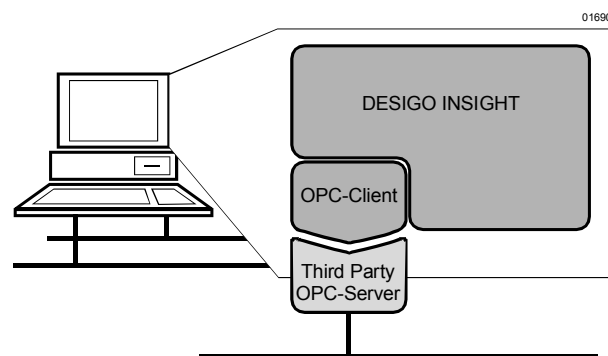 01690
DESIGO INSIGHT
OPC-Client
Third Party
OPC-Server